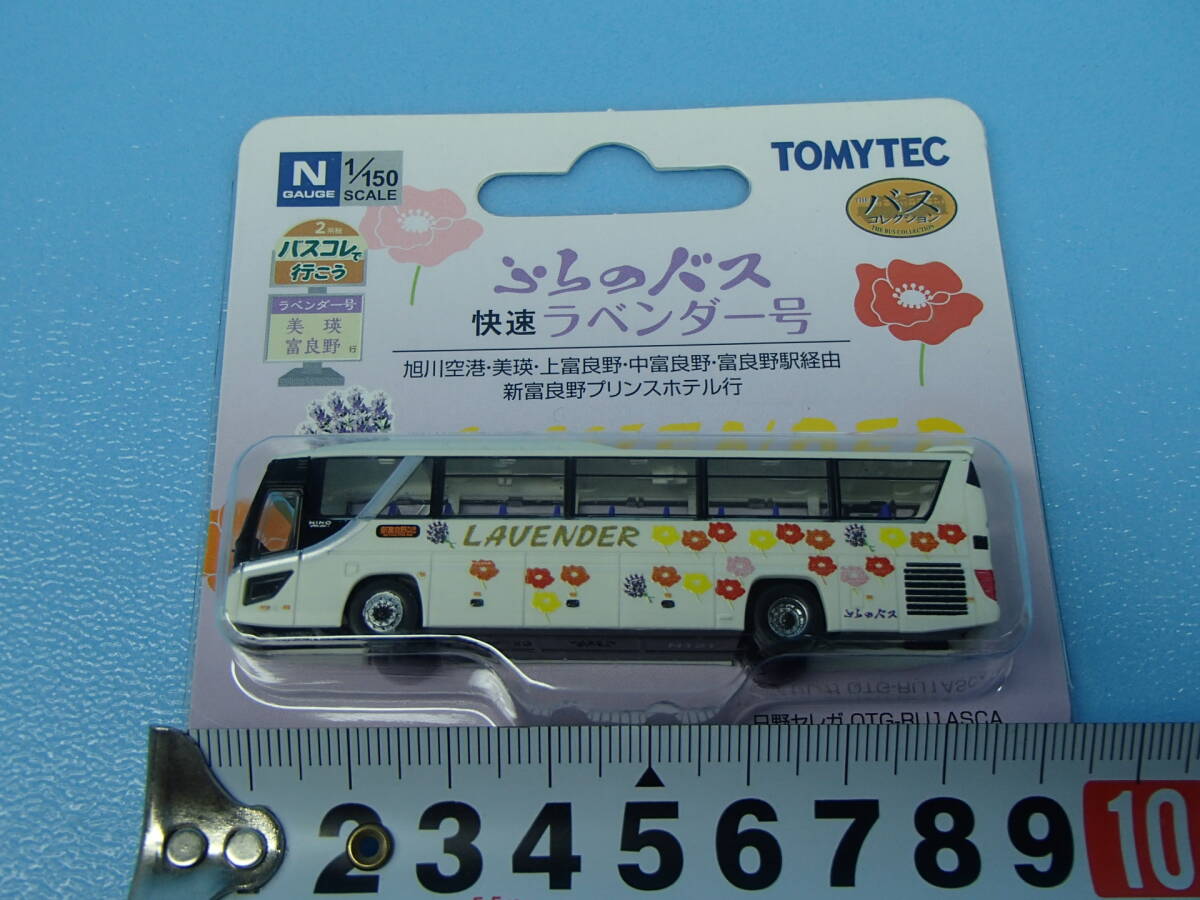 N
GAUGE
1/150
SCALE
TOMYTEC
THE
バス
コレクション
THE BUS COLLECTION
バスコレで
行こう
ラベンダー号
美瑛
富良野 行
ふらのバス
快速 ラベンダー号
旭川空港・美瑛・上富良野・中富良野・富良野駅経由
新富良野プリンスホテル行
LAVENDER
HINO
LAVENDER
ふらのバス
日野セレガ QTG-RU1ASCA
2 3 4 5 6 7 8 9 10